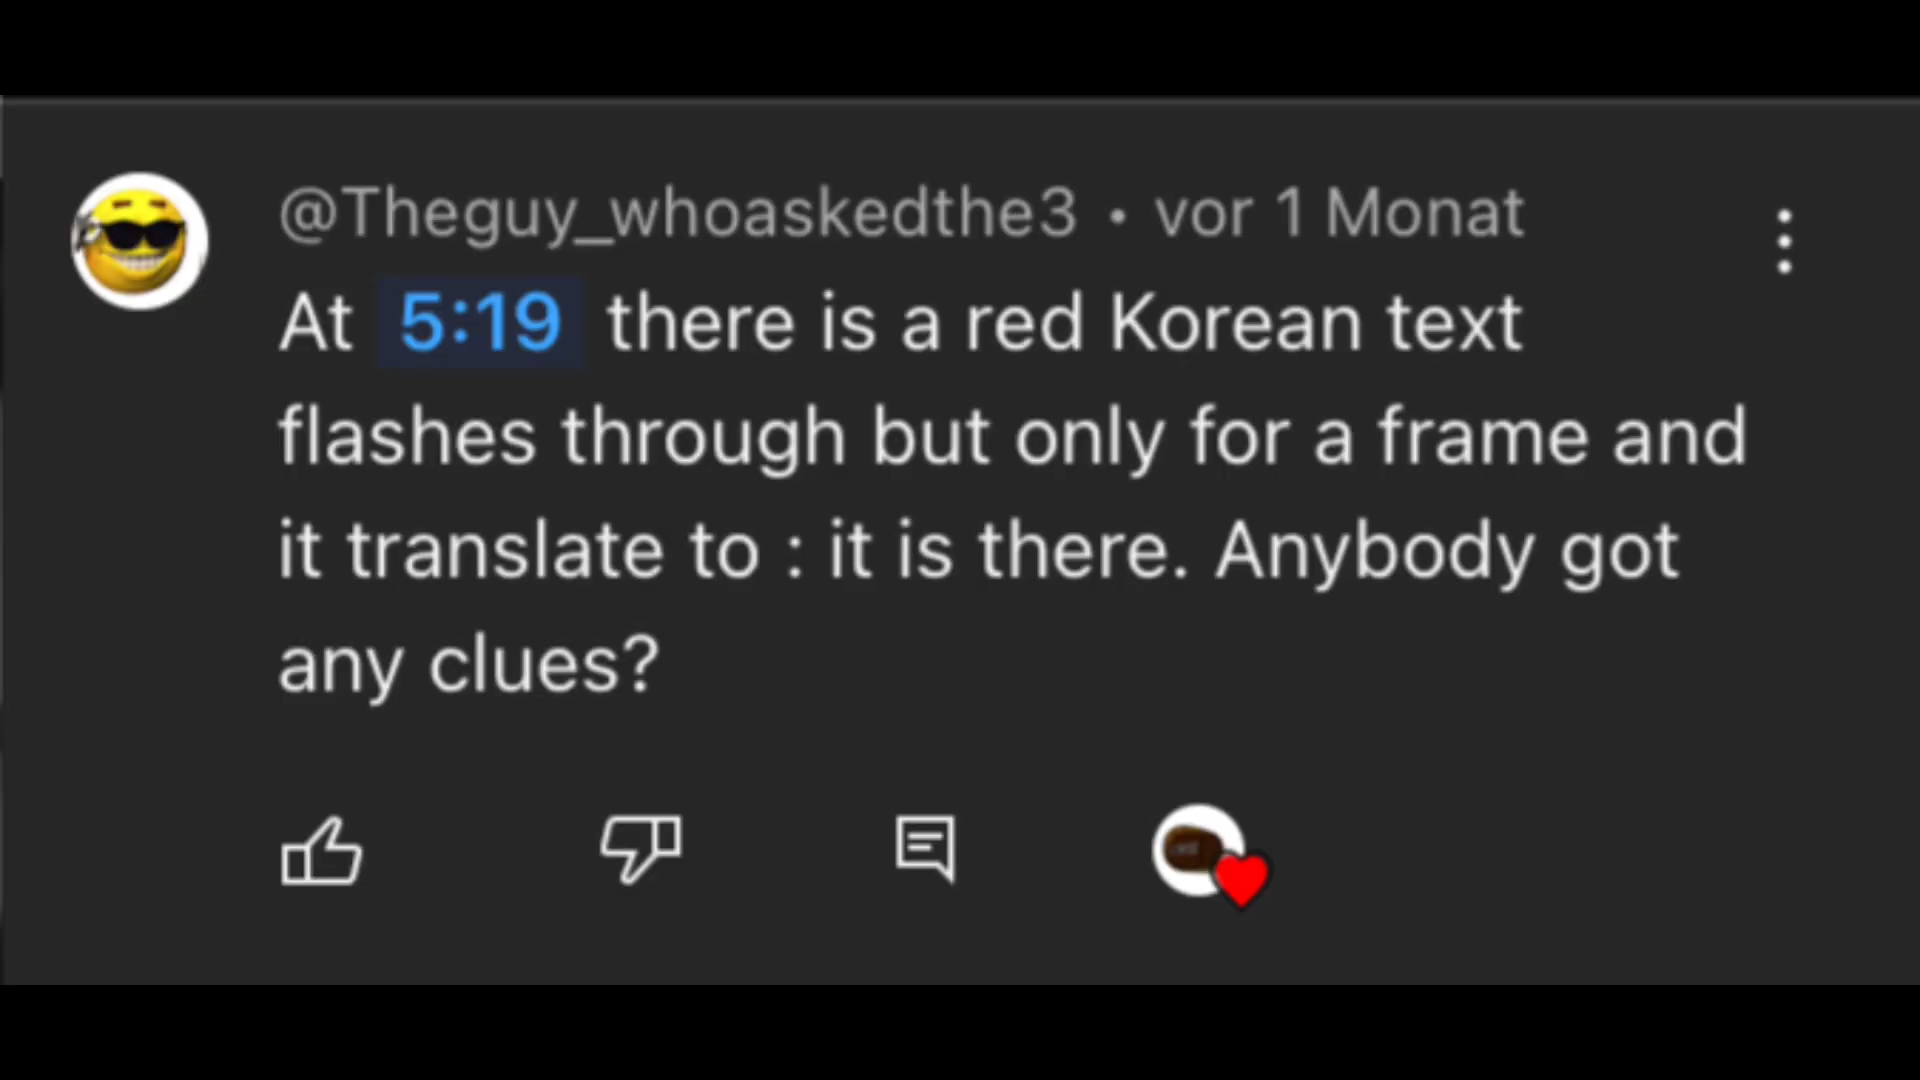 @Theguy_whoaskedthe3 • vor 1 Monat
At 5:19 there is a red Korean text
flashes through but only for a frame and
it translate to : it is there. Anybody got
any clues?